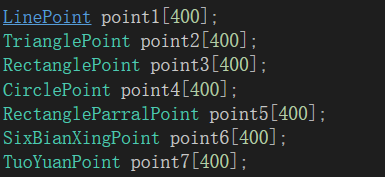 LinePoint point1[400];
TrianglePoint point2[400];
RectanglePoint point3[400];
CirclePoint point4[400];
RectangleParralPoint point5[400];
SixBianXingPoint point6[400];
TuoYuanPoint point7[400];